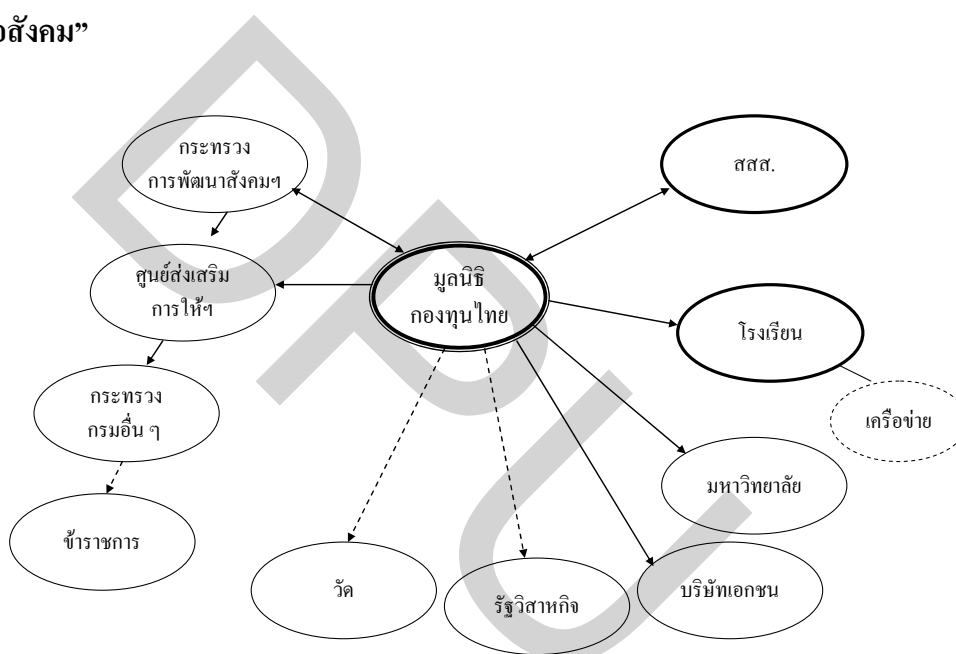 สังคม”
กระทรวง
การพัฒนาสังคมฯ
สสส.
ศูนย์ส่งเสริม
การให้ฯ
มูลนิธิ
กองทุนไทย
โรงเรียน
กระทรวง
กรมอื่น ๆ
เครือข่าย
มหาวิทยาลัย
ข้าราชการ
วัด
รัฐวิสาหกิจ
บริษัทเอกชน
DPU